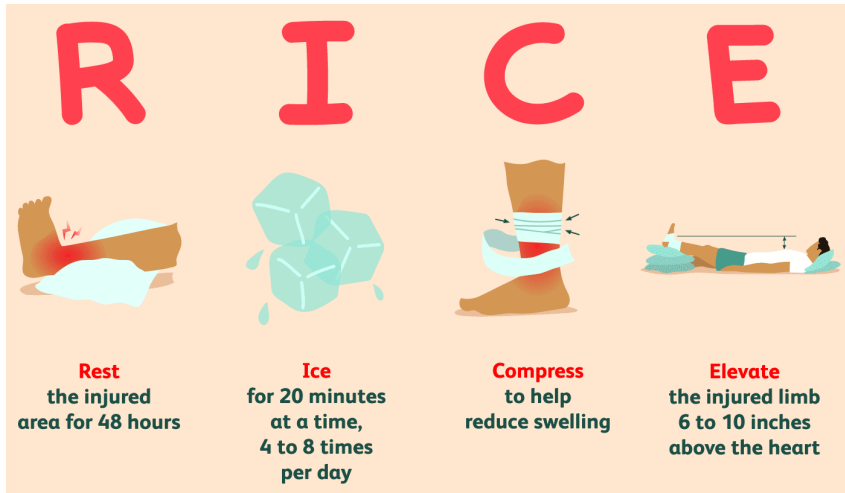 R I C E
Rest
the injured
area for 48 hours
Ice
for 20 minutes
at a time,
4 to 8 times
per day
Compress
to help
reduce swelling
Elevate
the injured limb
6 to 10 inches
above the heart